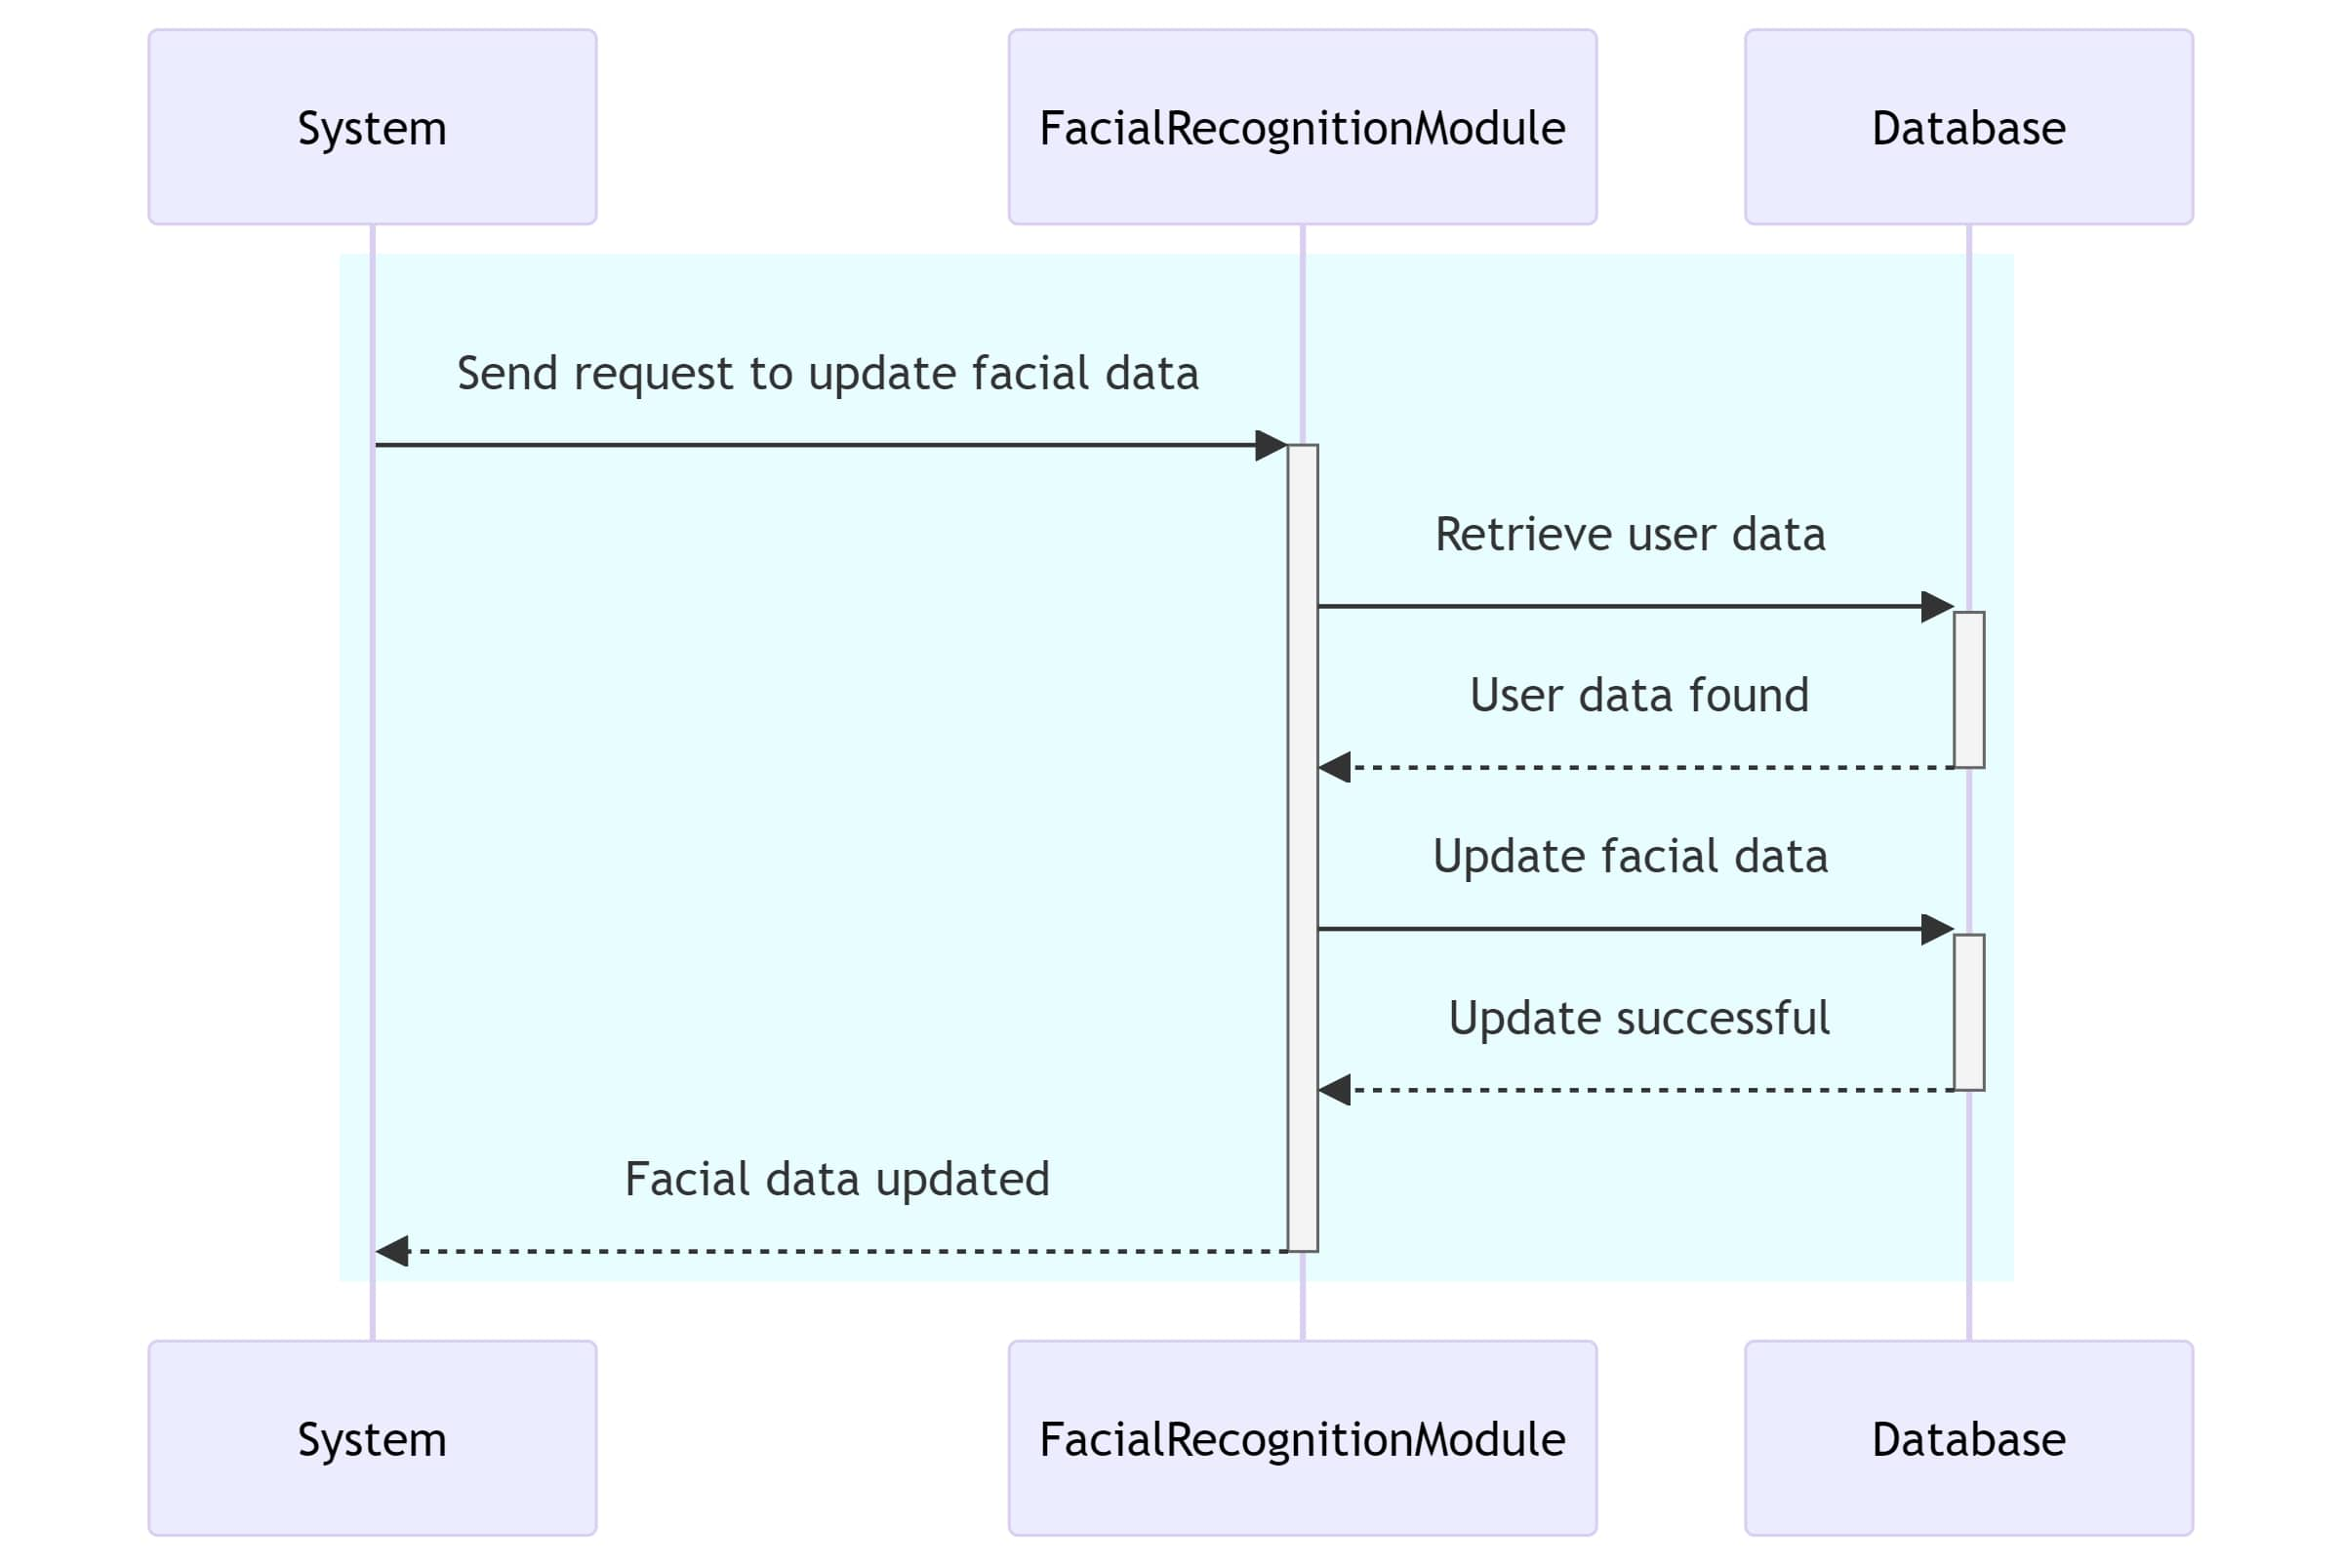 System
FacialRecognitionModule
Database
Send request to update facial data
Retrieve user data
User data found
Update facial data
Update successful
Facial data updated
System
FacialRecognitionModule
Database